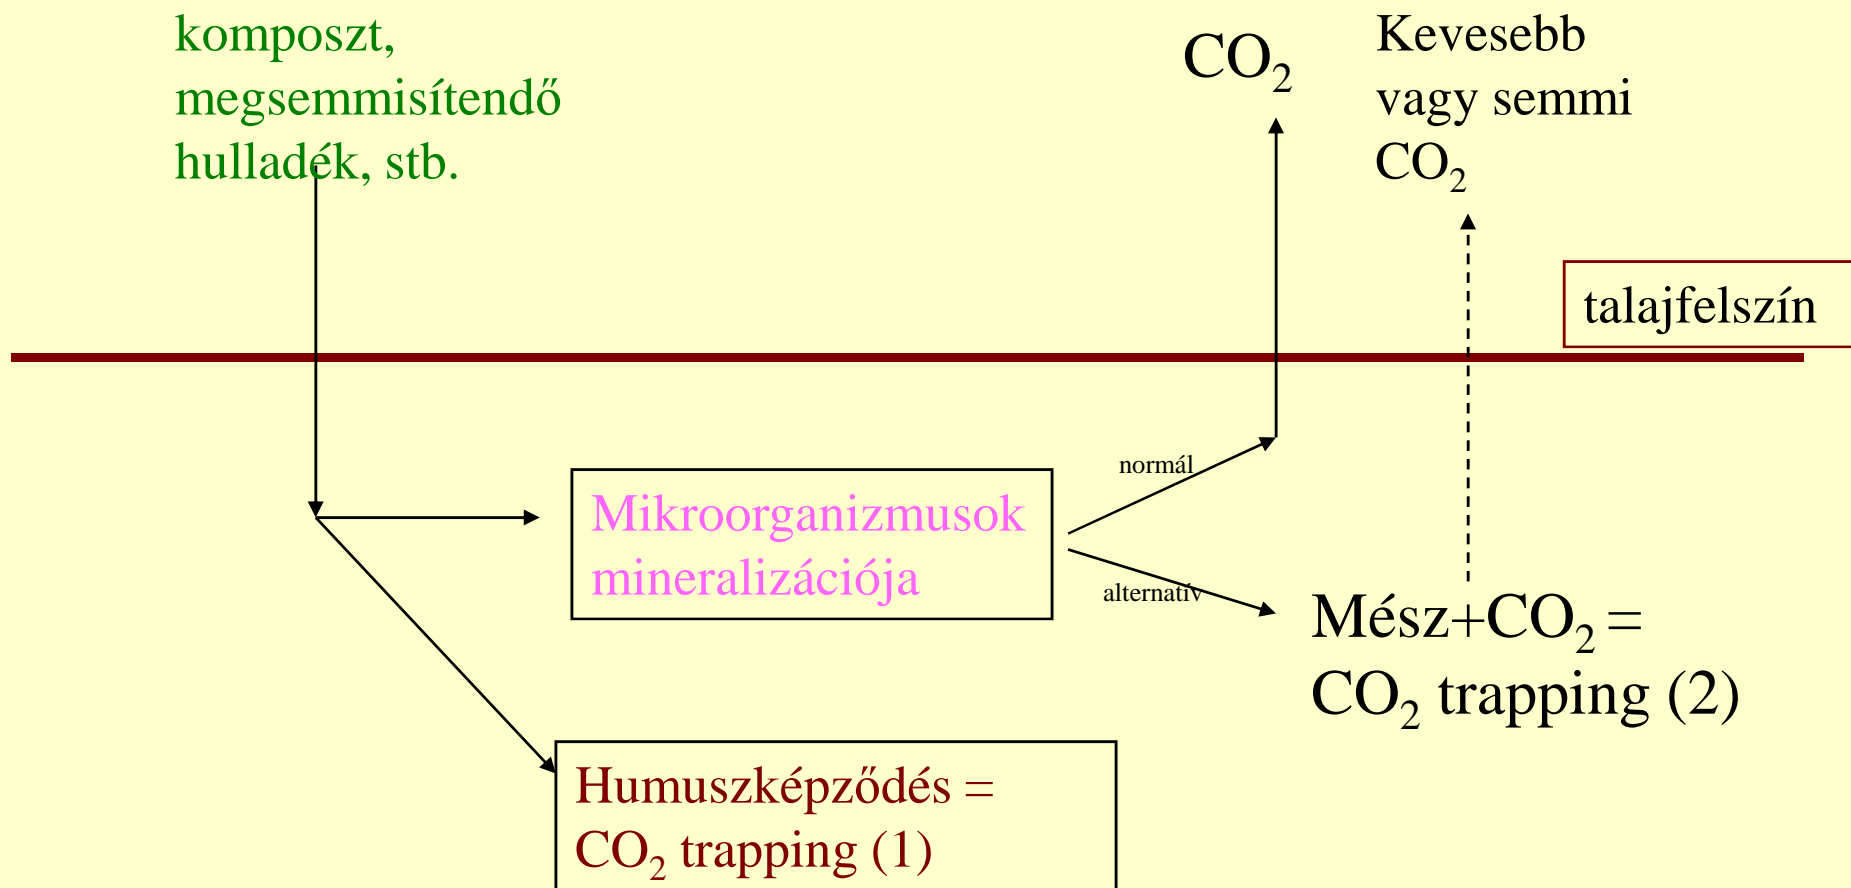 komposzt,
megsemmisítendő
hulladék, stb.
CO₂
Kevesebb
vagy semmi
CO₂
talajfelszín
normál
Mikroorganizmusok
mineralizációja
alternatív
Mész+CO₂ =
CO₂ trapping (2)
Humuszképződés =
CO₂ trapping (1)